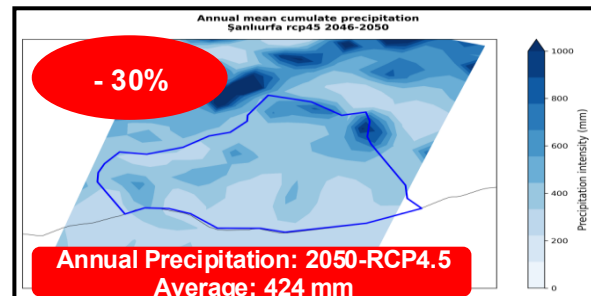 Annual mean cumulate precipitation
Şanlıurfa rcp45 2046-2050
- 30%
1000
800
600
400
200
0
Precipitation intensity (mm)
Annual Precipitation: 2050-RCP4.5
Average: 424 mm